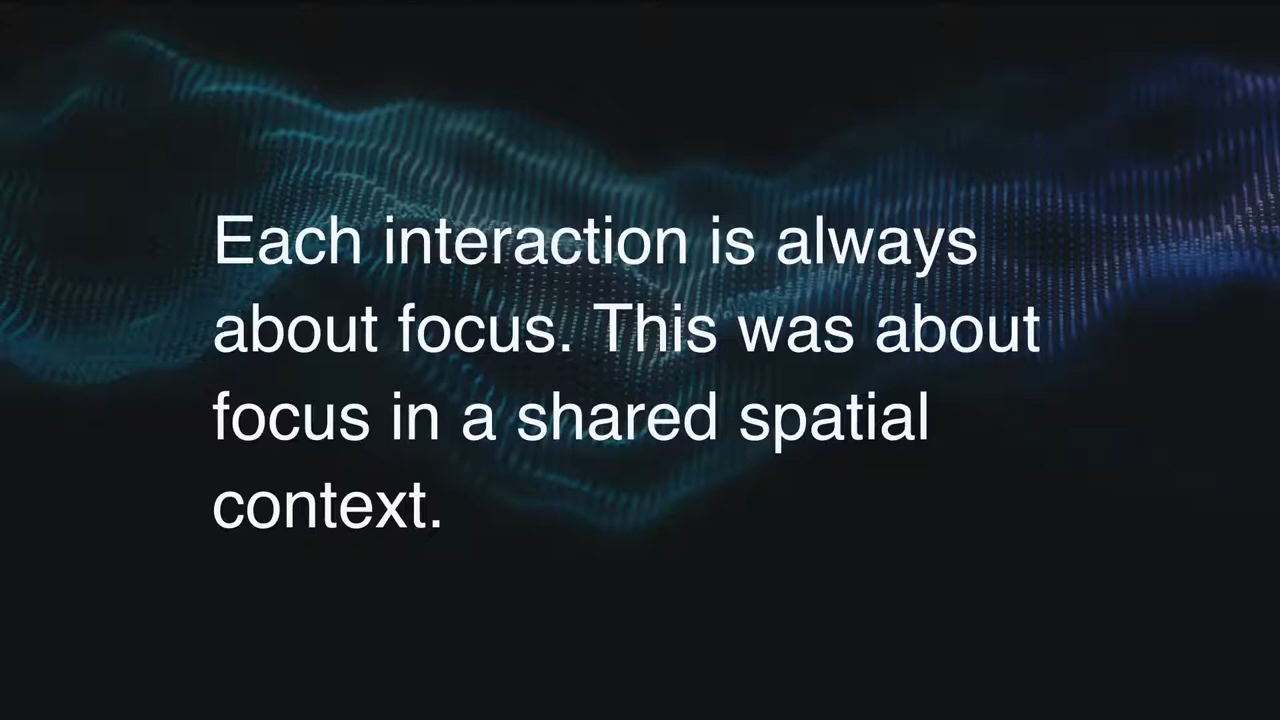 Each interaction is always
about focus. This was about
focus in a shared spatial
context.